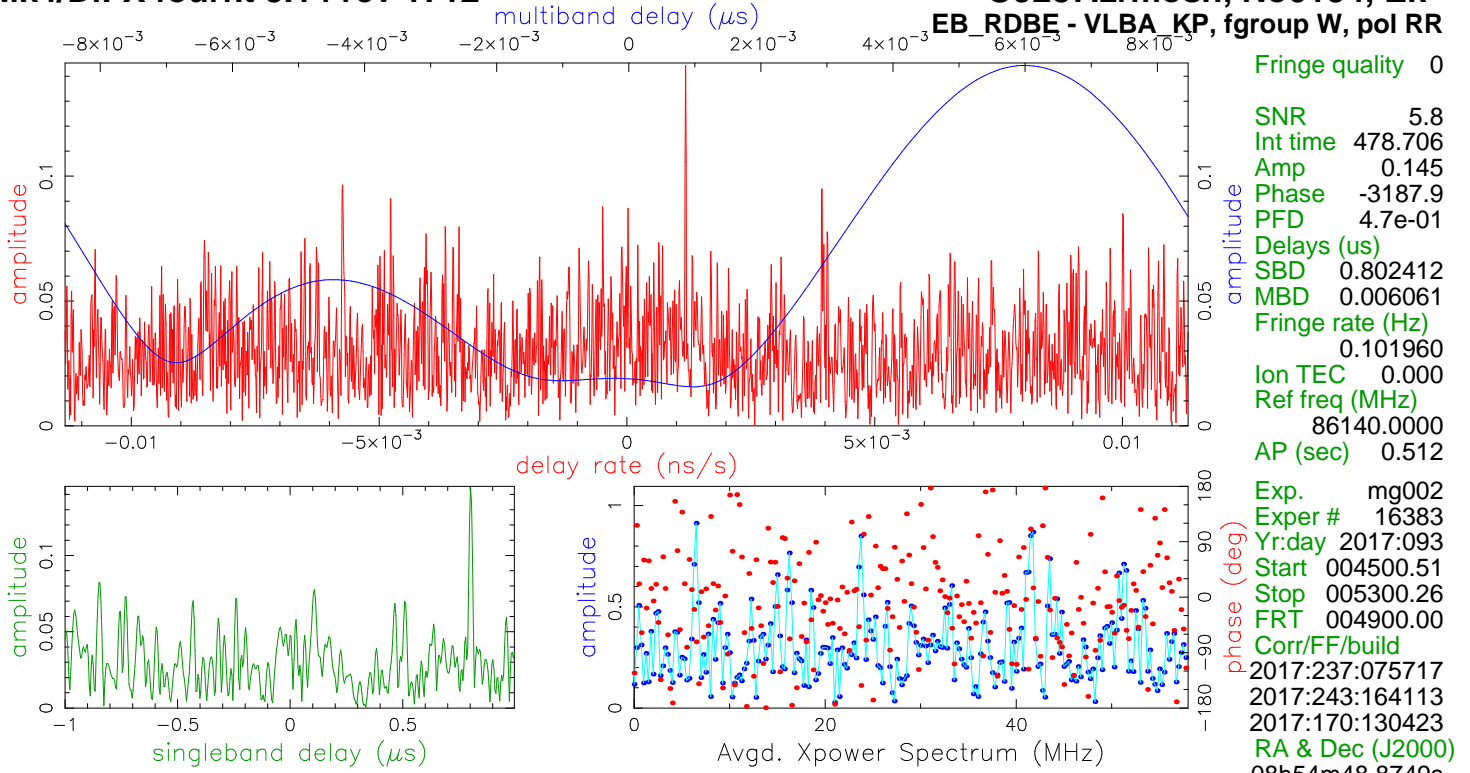 multiband delay (μs)
EB_RDBE - VLBA_KP, fgroup W, pol RR
−8×10⁻³ −6×10⁻³ −4×10⁻³ −2×10⁻³ 0 2×10⁻³ 4×10⁻³ 6×10⁻³ 8×10⁻³
Fringe quality 0
SNR 5.8
Int time 478.706
Amp 0.145
Phase -3187.9
PFD 4.7e-01
Delays (us)
SBD 0.802412
MBD 0.006061
Fringe rate (Hz)
0.101960
Ion TEC 0.000
Ref freq (MHz)
86140.0000
AP (sec) 0.512
Exp. mg002
Exper # 16383
Yr:day 2017:093
Start 004500.51
Stop 005300.26
FRT 004900.00
Corr/FF/build
2017:237:075717
2017:243:164113
2017:170:130423
RA & Dec (J2000)
amplitude
0 0.05 0.1
amplitude
0 0.05 0.1
−0.01 −5×10⁻³ 0 5×10⁻³ 0.01
delay rate (ns/s)
amplitude
0 0.05 0.1
−1 −0.5 0 0.5
singleband delay (μs)
amplitude
0 0.5 1
phase (deg)
−180 −90 0 90 180
0 20 40
Avgd. Xpower Spectrum (MHz)